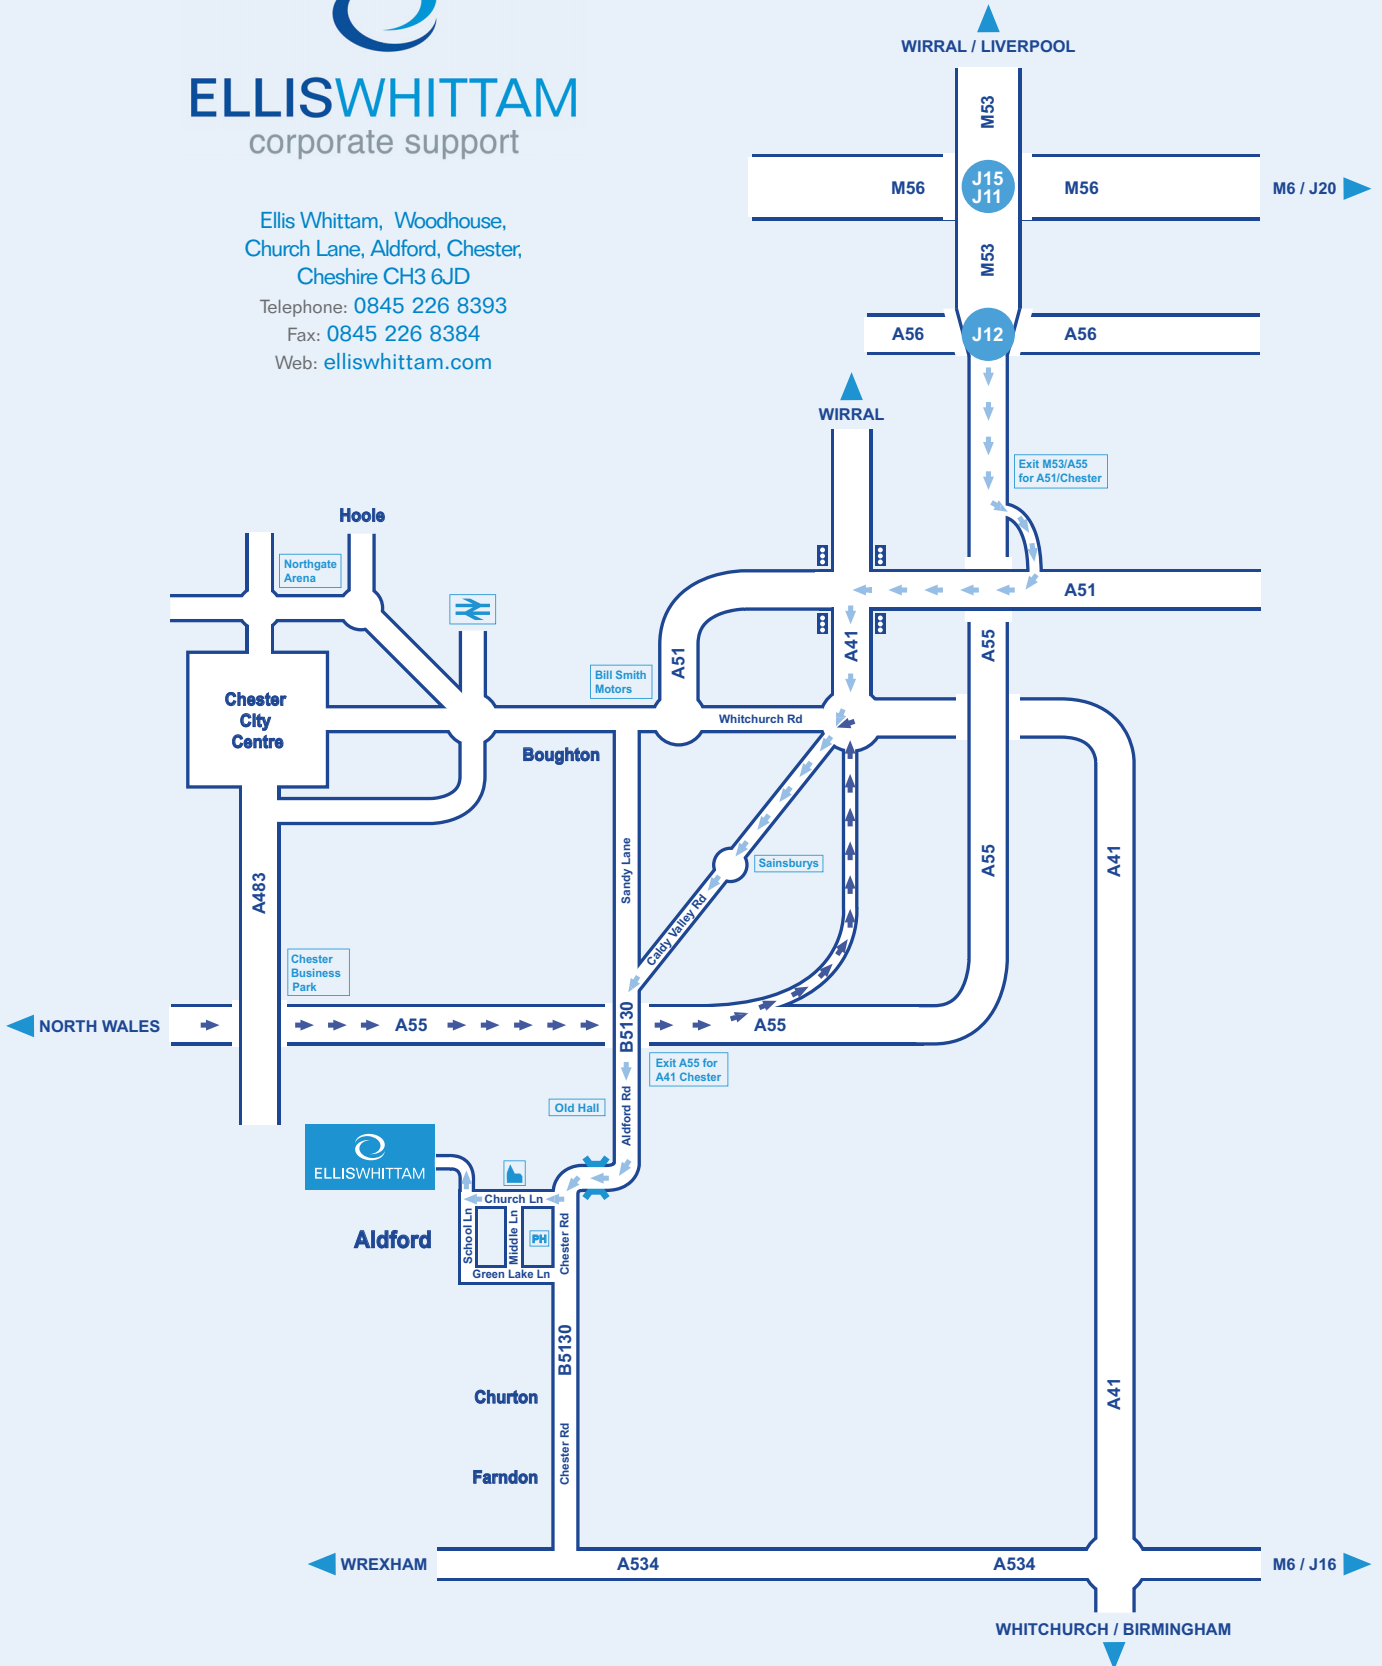 ELLISWHITTAM
corporate support
Ellis Whittam, Woodhouse,
Church Lane, Aldford, Chester,
Cheshire CH3 6JD
Telephone: 0845 226 8393
Fax: 0845 226 8384
Web: elliswhittam.com
WIRRAL / LIVERPOOL
M53
M56
J15
J11
M56
M6 / J20
M53
A56
J12
A56
WIRRAL
Exit M53/A55
for A51/Chester
Hoole
Northgate
Arena
A51
A41
A55
A51
Bill Smith
Motors
Chester
City
Centre
Whitchurch Rd
Boughton
Sandy Lane
Sainsburys
A55
A41
A483
Caldy Valley Rd
Chester
Business
Park
NORTH WALES
A55
B5130
A55
Exit A55 for
A41 Chester
Old Hall
Aldford Rd
ELLISWHITTAM
Church Ln
Aldford
School Ln
Middle Ln
PH
Chester Rd
Green Lake Ln
B5130
Churton
A41
Chester Rd
Farndon
WREXHAM
A534
A534
M6 / J16
WHITCHURCH / BIRMINGHAM